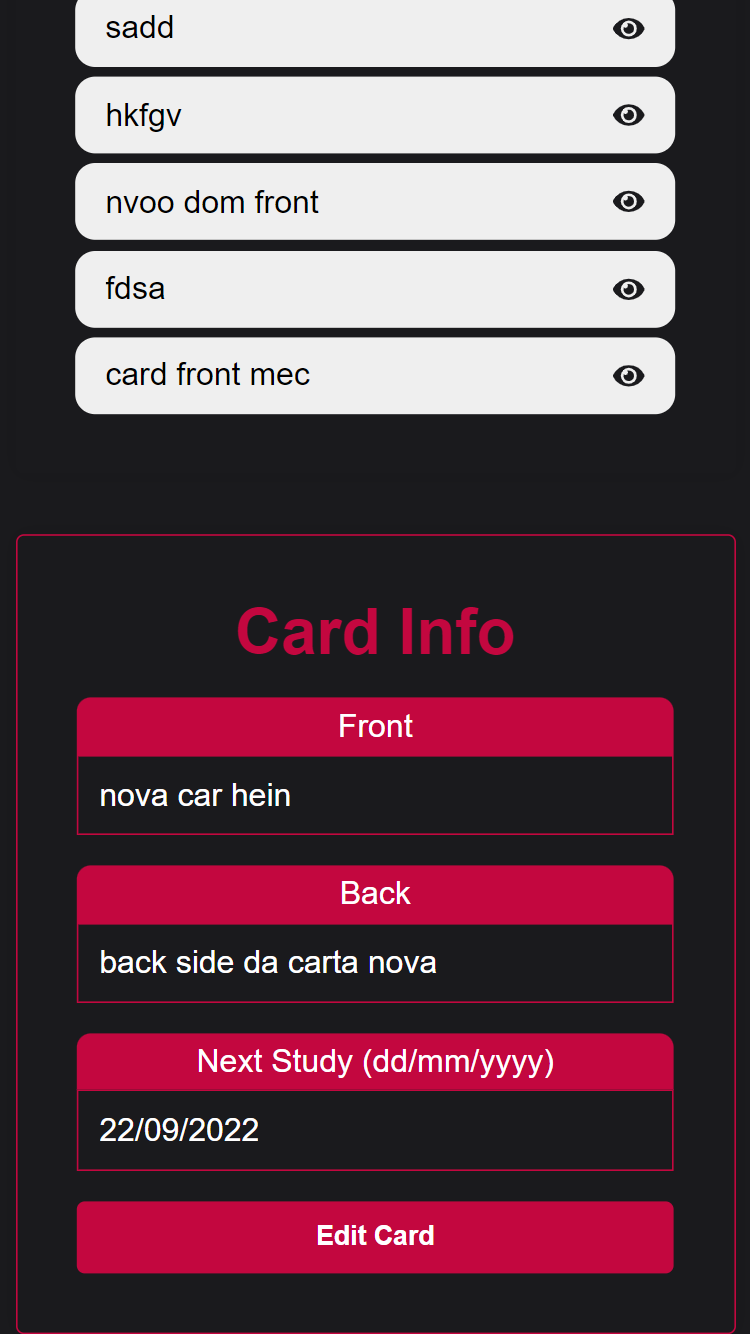 sadd
hkfgv
nvoo dom front
fdsa
card front mec
Card Info
Front
nova car hein
Back
back side da carta nova
Next Study (dd/mm/yyyy)
22/09/2022
Edit Card